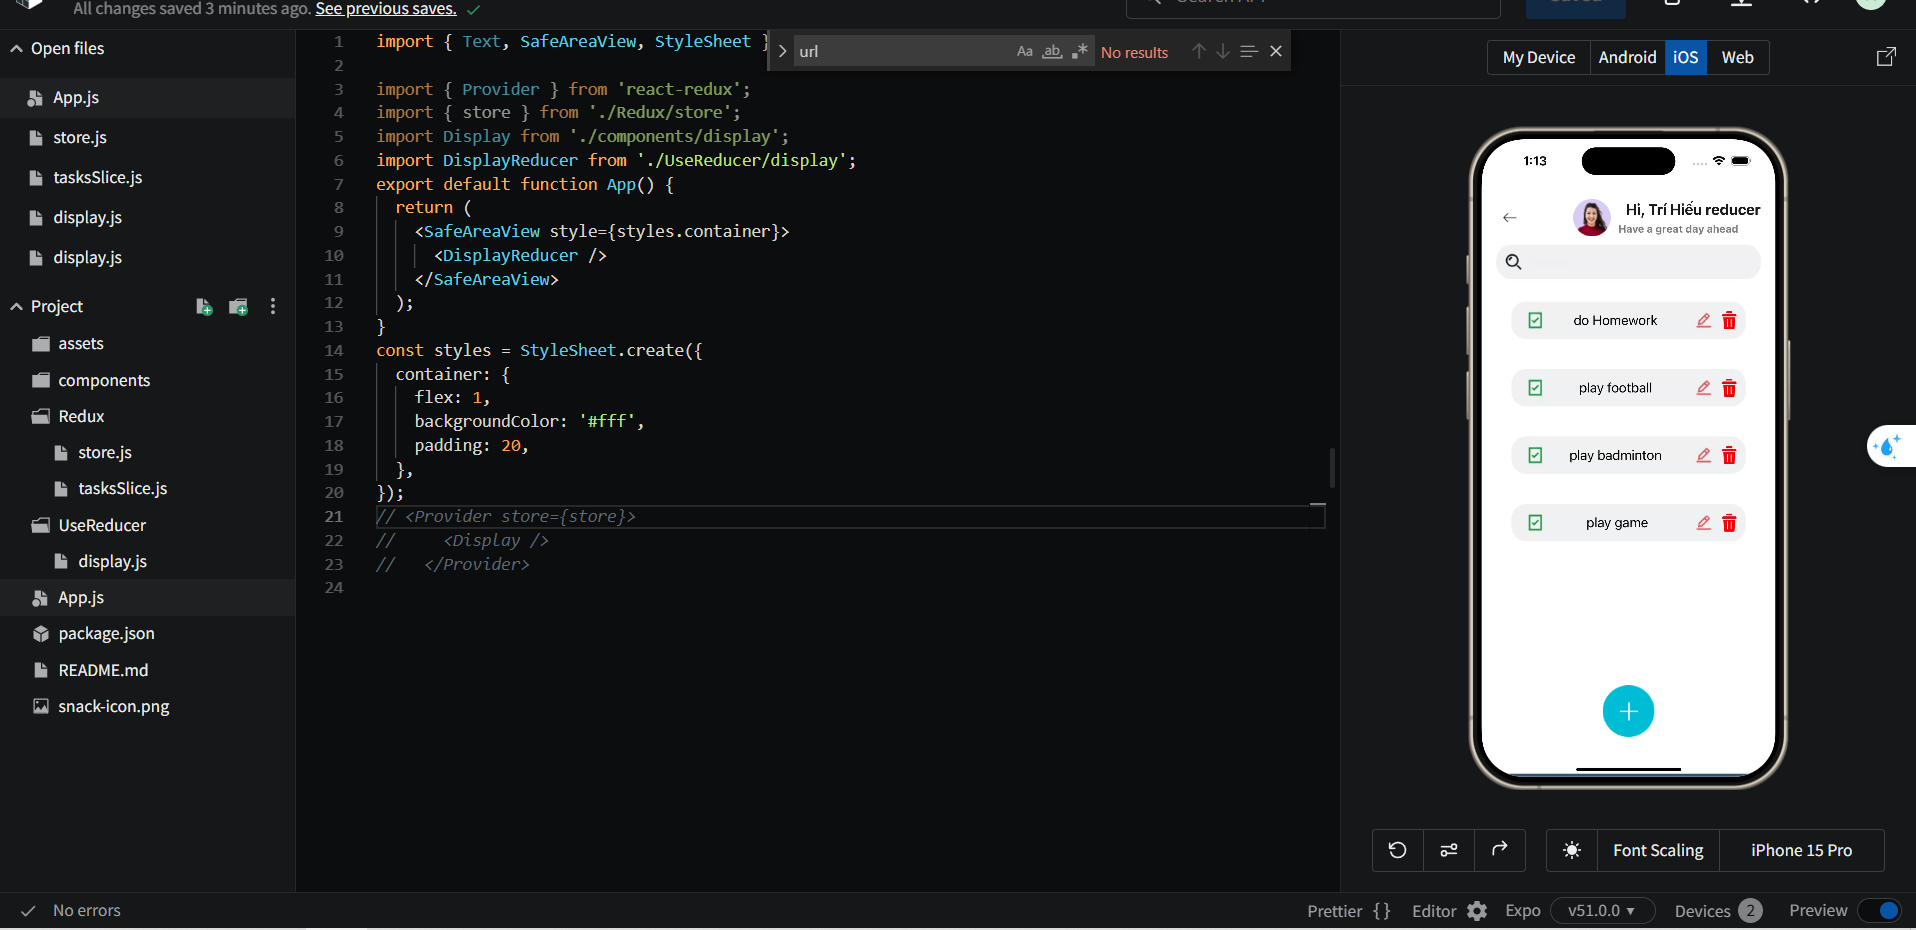 All changes saved 3 minutes ago. See previous saves.
Open files
App.js
store.js
tasksSlice.js
display.js
display.js
Project
assets
components
Redux
store.js
tasksSlice.js
UseReducer
display.js
App.js
package.json
README.md
snack-icon.png
1 import { Text, SafeAreaView, StyleSheet }
2
3 import { Provider } from 'react-redux';
4 import { store } from './Redux/store';
5 import Display from './components/display';
6 import DisplayReducer from './UseReducer/display';
7 export default function App() {
8 return (
9 <SafeAreaView style={styles.container}>
10 <DisplayReducer />
11 </SafeAreaView>
12 );
13 }
14 const styles = StyleSheet.create({
15 container: {
16 flex: 1,
17 backgroundColor: '#fff',
18 padding: 20,
19 },
20 });
21 // <Provider store={store}>
22 // <Display />
23 // </Provider>
24
url Aa ab, .* No results
My Device Android iOS Web
1:13
Hi, Trí Hiếu reducer
Have a great day ahead
do Homework
play football
play badminton
play game
Font Scaling iPhone 15 Pro
No errors
Prettier {} Editor Expo v51.0.0 Devices 2 Preview